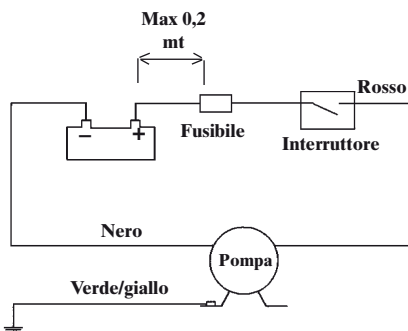 Max 0,2
mt
Rosso
− +
Fusibile
Interruttore
Nero
Pompa
Verde/giallo